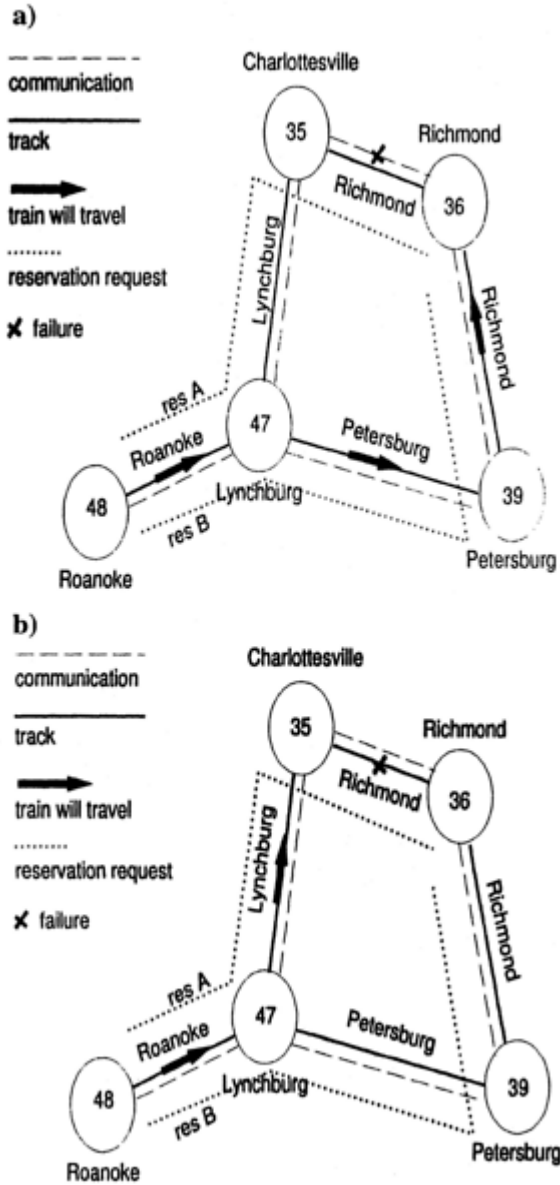 a)
communication
track
train will travel
reservation request
✗ failure
Charlottesville
35
Richmond
36
Richmond
Lynchburg
Richmond
res A
Roanoke
47
Petersburg
48
Lynchburg
39
res B
Roanoke
Petersburg
b)
communication
track
train will travel
reservation request
✗ failure
Charlottesville
35
Richmond
36
Richmond
Lynchburg
Richmond
res A
Roanoke
47
Petersburg
48
Lynchburg
39
res B
Roanoke
Petersburg